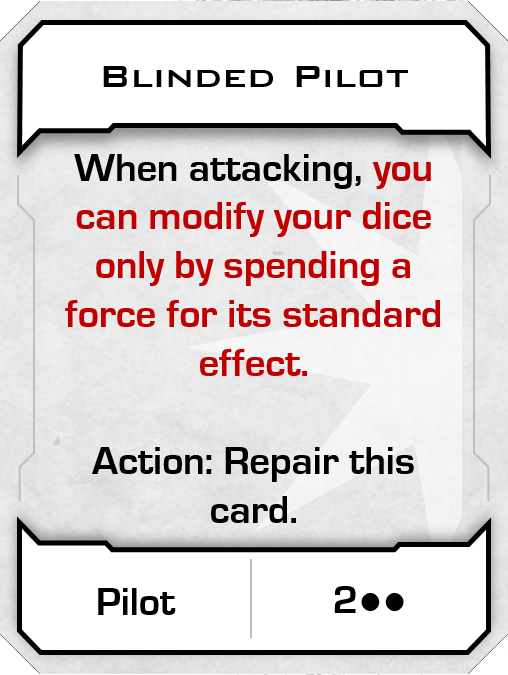 Blinded Pilot
When attacking, you
can modify your dice
only by spending a
force for its standard
effect.
Action: Repair this
card.
Pilot
2●●